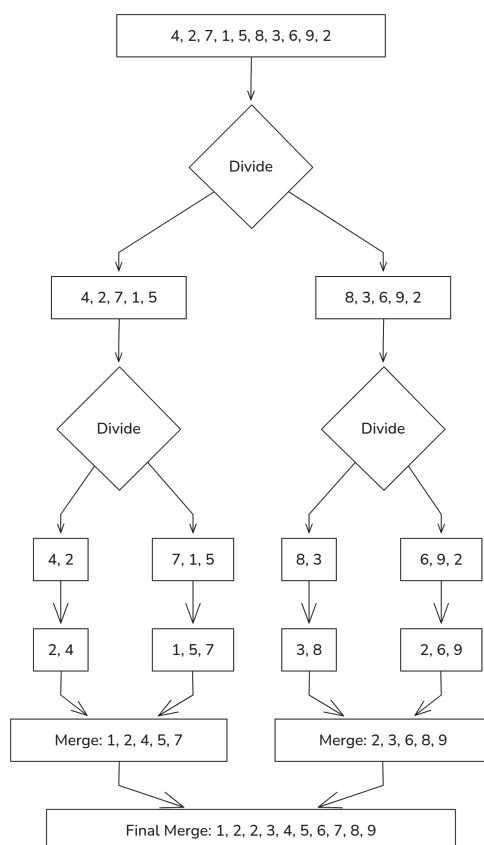 4, 2, 7, 1, 5, 8, 3, 6, 9, 2
Divide
4, 2, 7, 1, 5
8, 3, 6, 9, 2
Divide
Divide
4, 2
7, 1, 5
8, 3
6, 9, 2
2, 4
1, 5, 7
3, 8
2, 6, 9
Merge: 1, 2, 4, 5, 7
Merge: 2, 3, 6, 8, 9
Final Merge: 1, 2, 2, 3, 4, 5, 6, 7, 8, 9